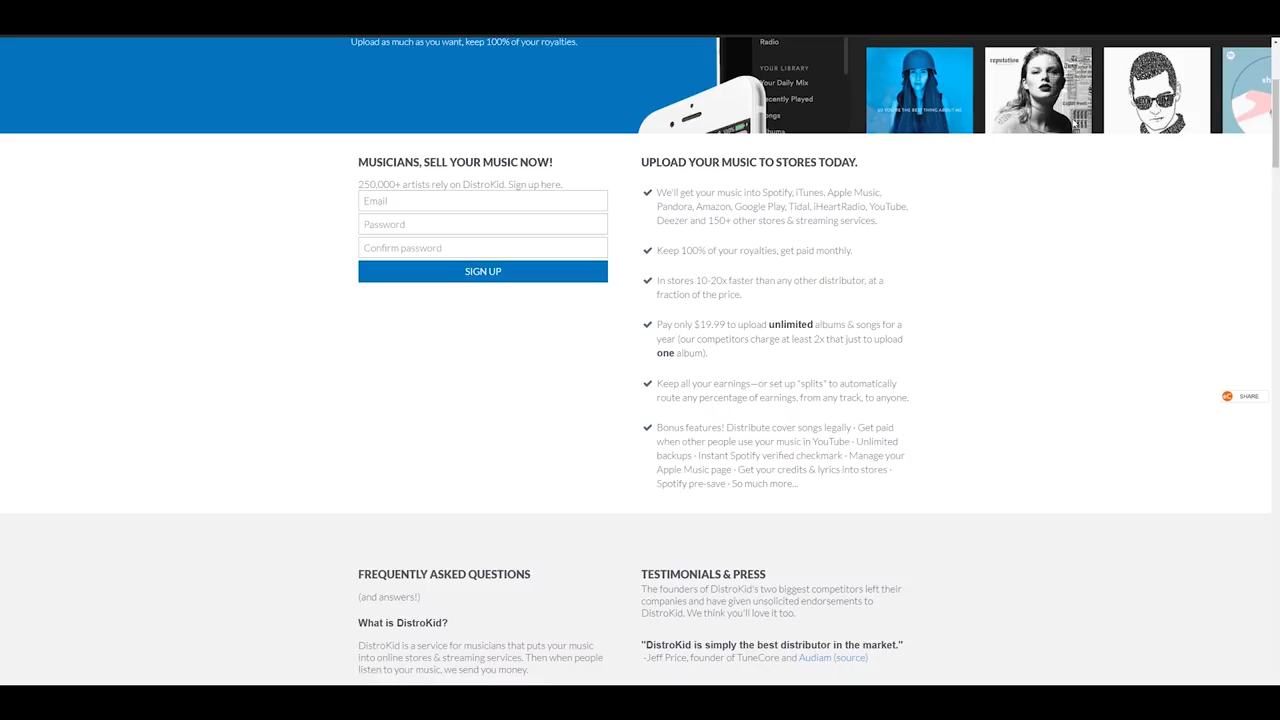 Upload as much as you want, keep 100% of your royalties.
Radio
YOUR LIBRARY
Your Daily Mix
Recently Played
Songs
Albums
reputation
MUSICIANS, SELL YOUR MUSIC NOW!
250,000+ artists rely on DistroKid. Sign up here.
Email
Password
Confirm password
SIGN UP
UPLOAD YOUR MUSIC TO STORES TODAY.
We'll get your music into Spotify, iTunes, Apple Music,
Pandora, Amazon, Google Play, Tidal, iHeartRadio, YouTube,
Deezer and 150+ other stores & streaming services.
Keep 100% of your royalties, get paid monthly.
In stores 10-20x faster than any other distributor, at a
fraction of the price.
Pay only $19.99 to upload unlimited albums & songs for a
year (our competitors charge at least 2x that just to upload
one album).
Keep all your earnings—or set up "splits" to automatically
route any percentage of earnings, from any track, to anyone.
Bonus features! Distribute cover songs legally · Get paid
when other people use your music in YouTube · Unlimited
backups · Instant Spotify verified checkmark · Manage your
Apple Music page · Get your credits & lyrics into stores ·
Spotify pre-save · So much more...
SHARE
FREQUENTLY ASKED QUESTIONS
(and answers!)
What is DistroKid?
DistroKid is a service for musicians that puts your music
into online stores & streaming services. Then when people
listen to your music, we send you money.
TESTIMONIALS & PRESS
The founders of DistroKid's two biggest competitors left their
companies and have given unsolicited endorsements to
DistroKid. We think you'll love it too.
"DistroKid is simply the best distributor in the market."
-Jeff Price, founder of TuneCore and Audiam (source)